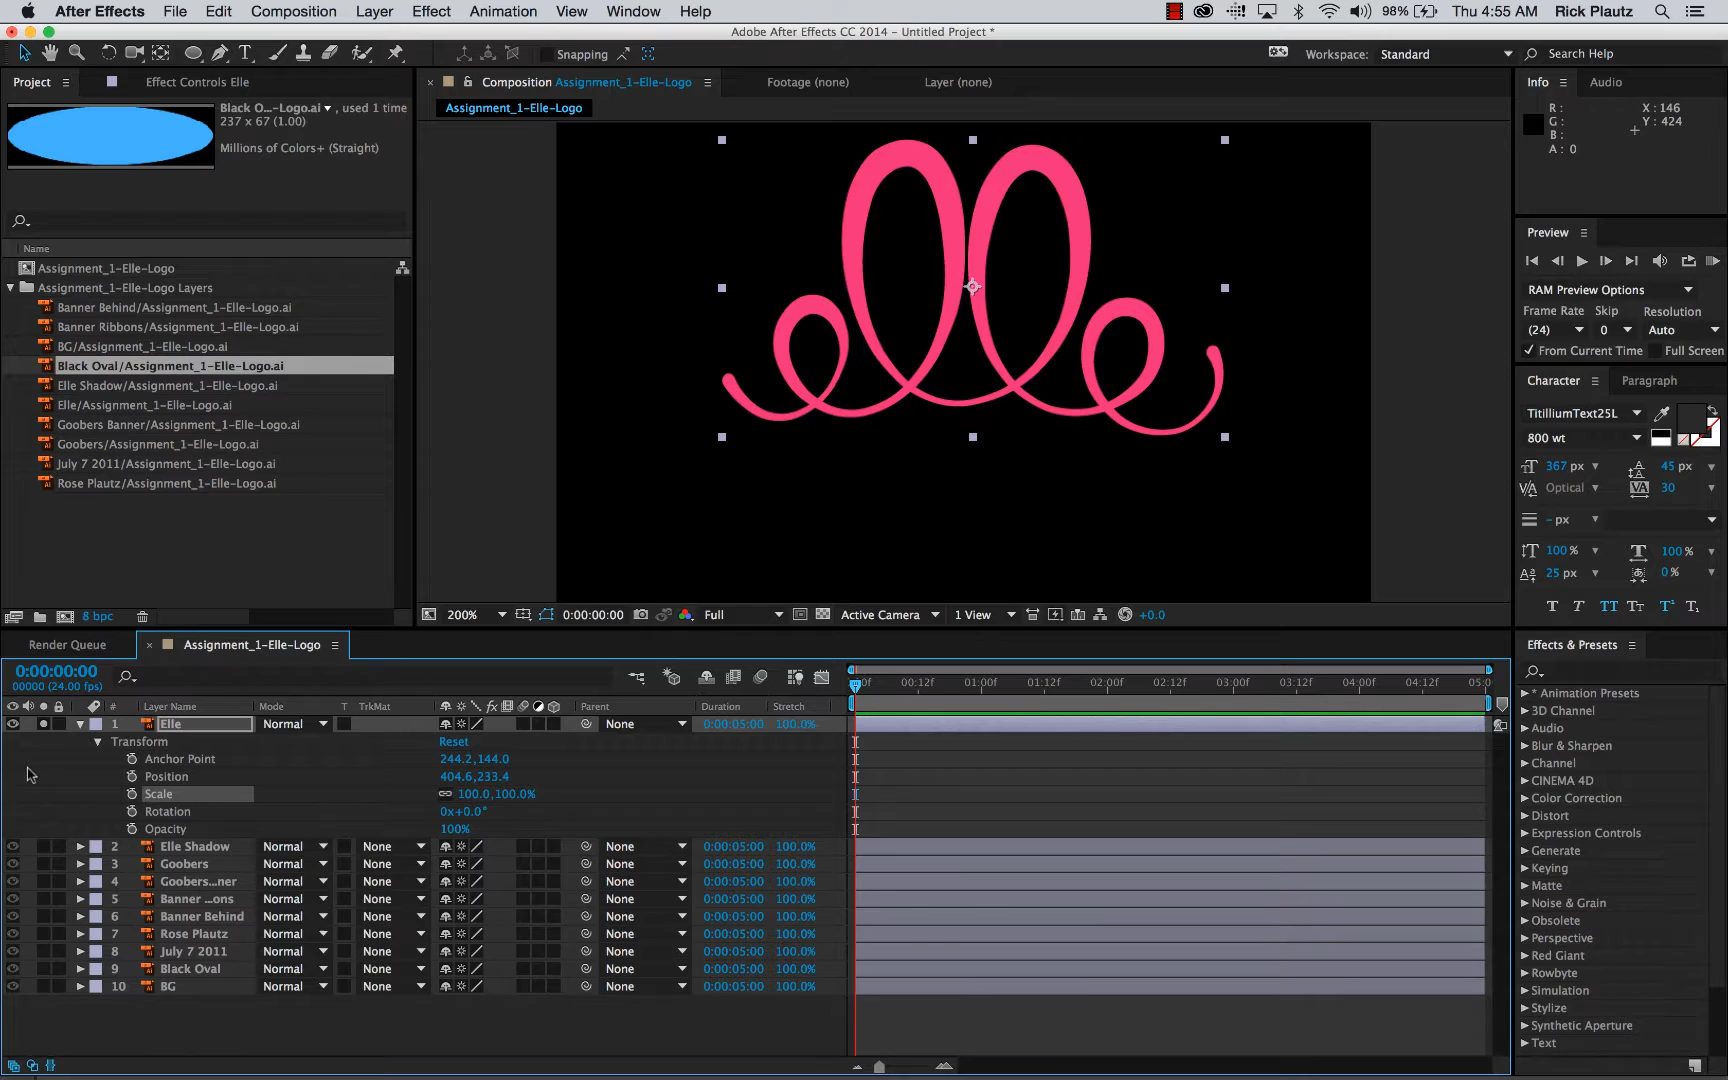 After Effects File Edit Composition Layer Effect Animation View Window Help 98% Thu 4:55 AM Rick Plautz
Adobe After Effects CC 2014 - Untitled Project *
Snapping Workspace: Standard Search Help
Project Effect Controls Elle
Composition Assignment_1-Elle-Logo Footage (none) Layer (none)
Info Audio
Assignment_1-Elle-Logo
Black O...-Logo.ai , used 1 time
237 x 67 (1.00)
Millions of Colors+ (Straight)
R :
G :
B :
A : 0
X : 146
Y : 424
elle
Name
Assignment_1-Elle-Logo
Assignment_1-Elle-Logo Layers
Banner Behind/Assignment_1-Elle-Logo.ai
Banner Ribbons/Assignment_1-Elle-Logo.ai
BG/Assignment_1-Elle-Logo.ai
Black Oval/Assignment_1-Elle-Logo.ai
Elle Shadow/Assignment_1-Elle-Logo.ai
Elle/Assignment_1-Elle-Logo.ai
Goobers Banner/Assignment_1-Elle-Logo.ai
Goobers/Assignment_1-Elle-Logo.ai
July 7 2011/Assignment_1-Elle-Logo.ai
Rose Plautz/Assignment_1-Elle-Logo.ai
8 bpc
200% 0:00:00:00 Full Active Camera 1 View +0.0
Preview
RAM Preview Options
Frame Rate Skip Resolution
(24) 0 Auto
From Current Time Full Screen
Character Paragraph
TitilliumText25L
800 wt
367 px 45 px
Optical 30
- px
100 % 100 %
25 px 0 %
T T TT Tt T¹ T₁
Render Queue Assignment_1-Elle-Logo
0:00:00:00
00000 (24.00 fps)
0f 00:12f 01:00f 01:12f 02:00f 02:12f 03:00f 03:12f 04:00f 04:12f 05:0
# Layer Name Mode T TrkMat fx Parent Duration Stretch
1 Elle Normal None 0:00:05:00 100.0%
Transform Reset
Anchor Point 244.2,144.0
Position 404.6,233.4
Scale 100.0,100.0%
Rotation 0x+0.0°
Opacity 100%
2 Elle Shadow Normal None None 0:00:05:00 100.0%
3 Goobers Normal None None 0:00:05:00 100.0%
4 Goobers...ner Normal None None 0:00:05:00 100.0%
5 Banner ...ons Normal None None 0:00:05:00 100.0%
6 Banner Behind Normal None None 0:00:05:00 100.0%
7 Rose Plautz Normal None None 0:00:05:00 100.0%
8 July 7 2011 Normal None None 0:00:05:00 100.0%
9 Black Oval Normal None None 0:00:05:00 100.0%
10 BG Normal None None 0:00:05:00 100.0%
Effects & Presets
* Animation Presets
3D Channel
Audio
Blur & Sharpen
Channel
CINEMA 4D
Color Correction
Distort
Expression Controls
Generate
Keying
Matte
Noise & Grain
Obsolete
Perspective
Red Giant
Rowbyte
Simulation
Stylize
Synthetic Aperture
Text